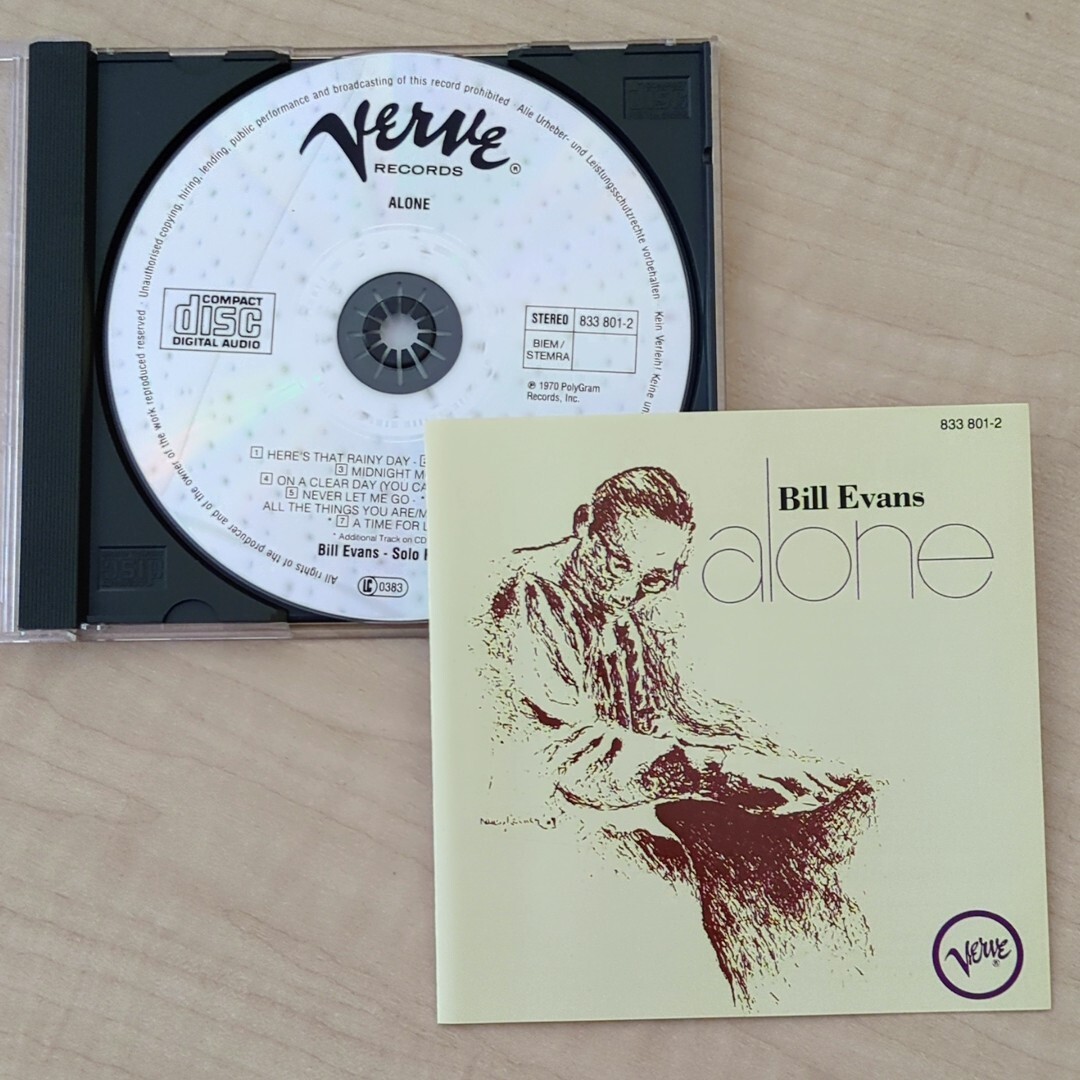 Unauthorised copying, hiring, lending, public performance and broadcasting of this record prohibited · Alle Urheber- und Leistungsschutzrechte vorbehalten · Kein Verleih! Keine un
All rights of the producer and of the owner of the work reproduced reserved ·
VERVE
RECORDS ®
ALONE
COMPACT
disc
DIGITAL AUDIO
STEREO 833 801-2
BIEM/
STEMRA
℗ 1970 PolyGram
Records, Inc.
1 HERE'S THAT RAINY DAY -
3 MIDNIGHT M
4 ON A CLEAR DAY (YOU CA
5 NEVER LET ME GO - *
ALL THE THINGS YOU ARE/M
* 7 A TIME FOR L
* Additional Track on CD
Bill Evans - Solo
LC 0383
833 801-2
Bill Evans
alone
VERVE ®